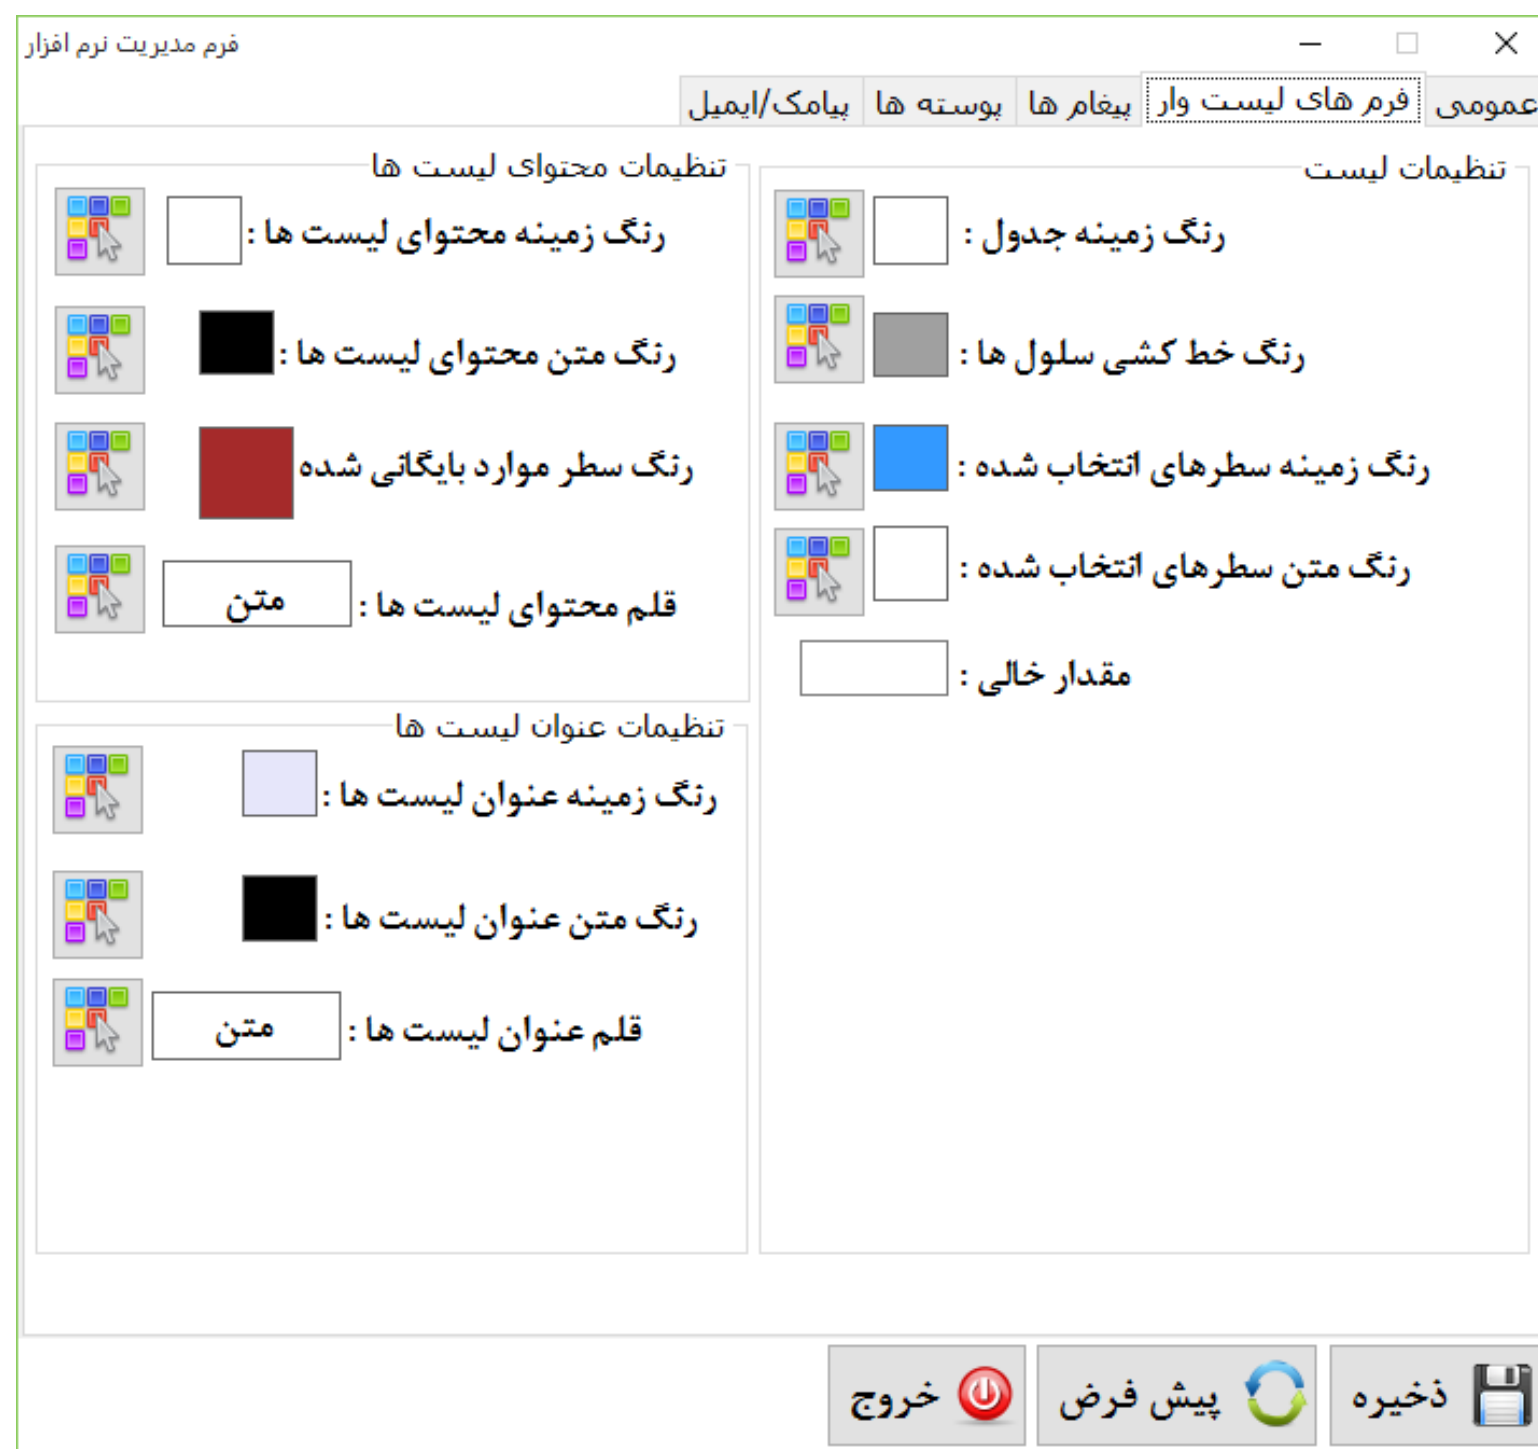 فرم مدیریت نرم افزار
عمومی
فرم های لیست وار
پیغام ها
پوسته ها
پیامک/ایمیل
تنظیمات لیست
رنگ زمینه جدول :
رنگ خط کشی سلول ها :
رنگ زمینه سطرهای انتخاب شده :
رنگ متن سطرهای انتخاب شده :
مقدار خالی :
تنظیمات محتوای لیست ها
رنگ زمینه محتوای لیست ها :
رنگ متن محتوای لیست ها :
رنگ سطر موارد بایگانی شده
قلم محتوای لیست ها :
متن
تنظیمات عنوان لیست ها
رنگ زمینه عنوان لیست ها :
رنگ متن عنوان لیست ها :
قلم عنوان لیست ها :
متن
ذخیره
پیش فرض
خروج